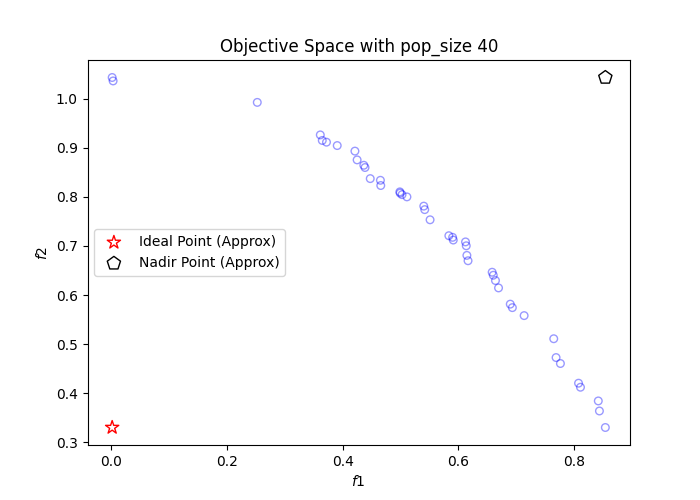 Objective Space with pop_size 40
1.0
0.9
0.8
0.7
0.6
0.5
0.4
0.3
f2
Ideal Point (Approx)
Nadir Point (Approx)
0.0 0.2 0.4 0.6 0.8
f1